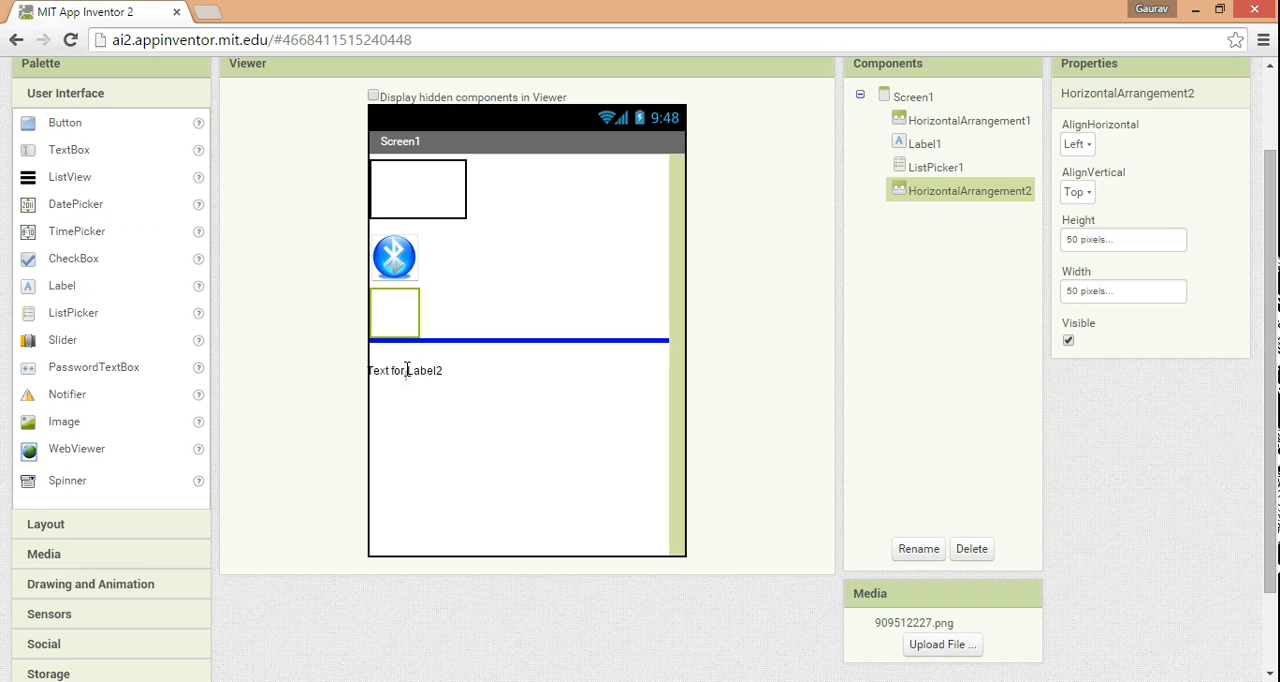 MIT App Inventor 2
Gaurav
ai2.appinventor.mit.edu/#4668411515240448
Palette
Viewer
Components
Properties
User Interface
Button
TextBox
ListView
DatePicker
TimePicker
CheckBox
Label
ListPicker
Slider
PasswordTextBox
Notifier
Image
WebViewer
Spinner
Layout
Media
Drawing and Animation
Sensors
Social
Storage
Display hidden components in Viewer
9:48
Screen1
Text for Label2
Screen1
HorizontalArrangement1
Label1
ListPicker1
HorizontalArrangement2
Rename Delete
Media
909512227.png
Upload File ...
HorizontalArrangement2
AlignHorizontal
Left
AlignVertical
Top
Height
50 pixels...
Width
50 pixels...
Visible